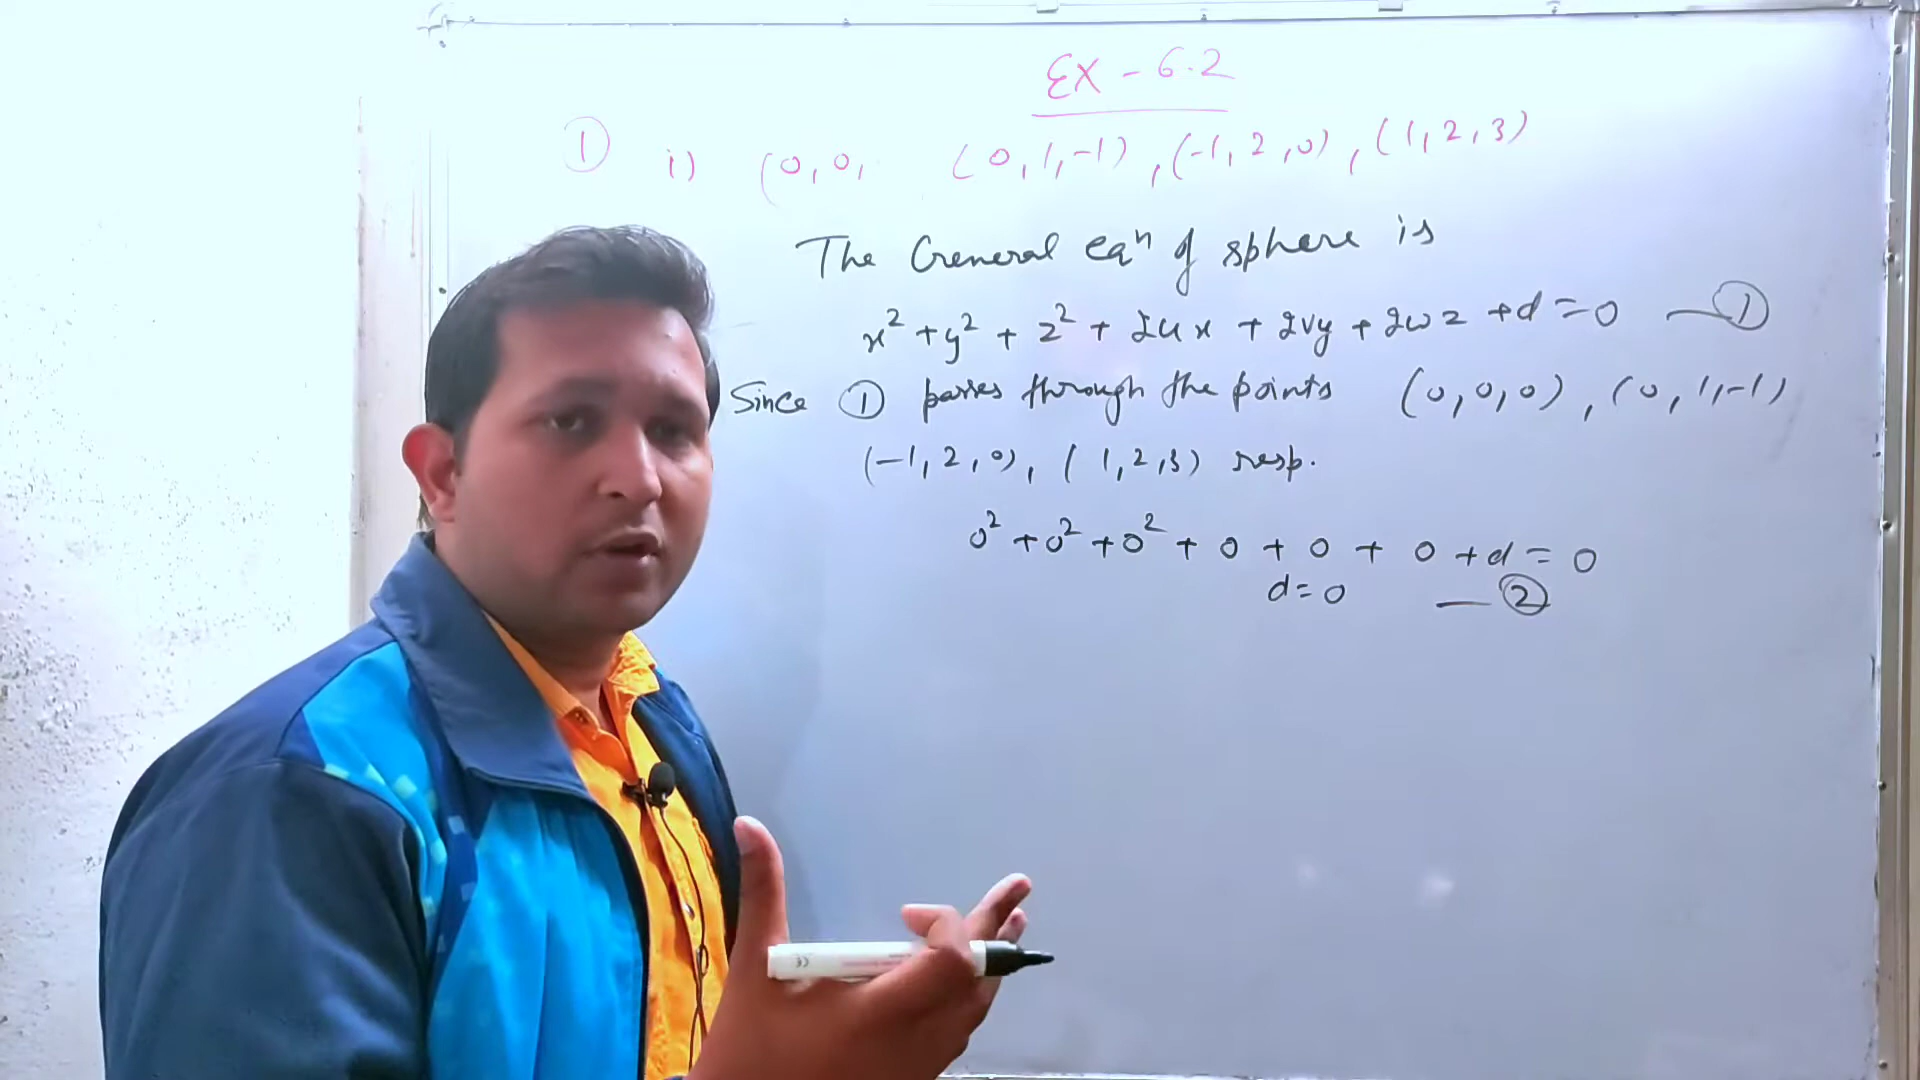 EX - 6.2
① i) (0, 0, (0, 1, -1) , (-1, 2, 0) , (1, 2, 3)
The General eqⁿ of sphere is
x² + y² + z² + 2ux + 2vy + 2wz + d = 0 — ①
Since ① passes through the points (0, 0, 0) , (0, 1, -1)
(-1, 2, 0), (1, 2, 3) resp.
0² + 0² + 0² + 0 + 0 + 0 + d = 0
d = 0 — ②